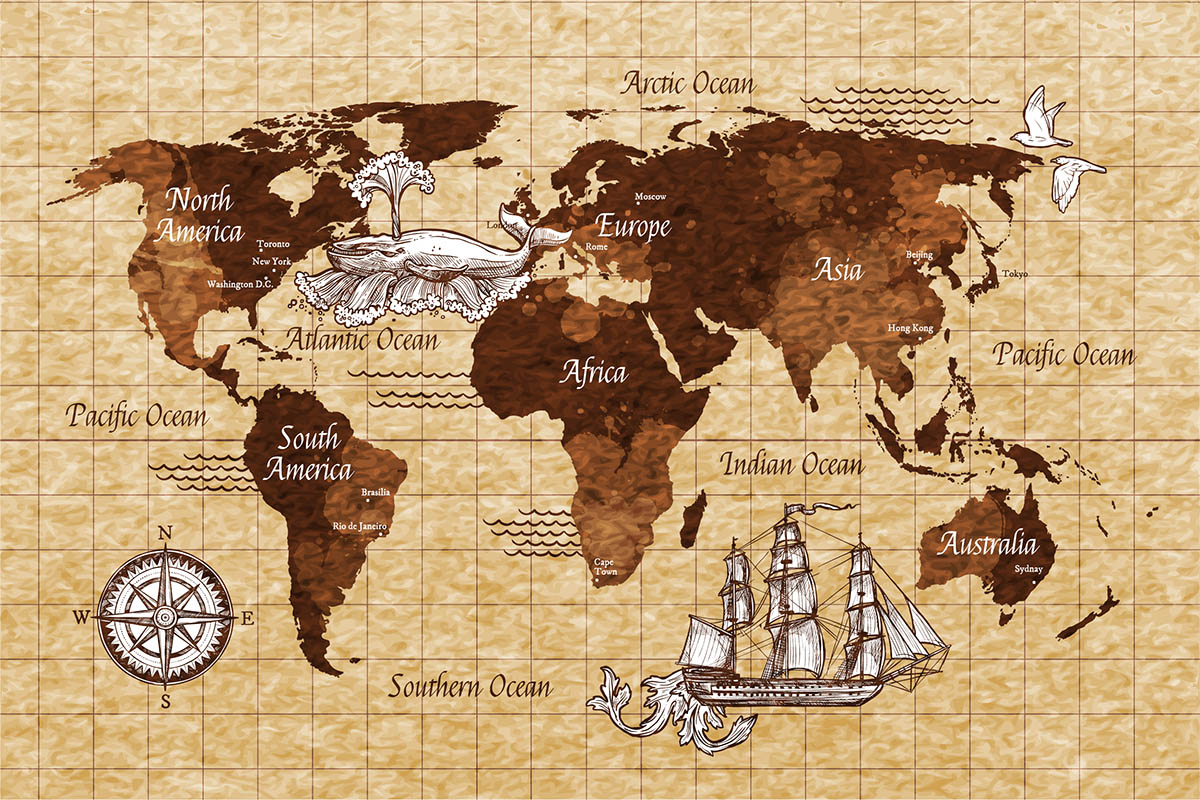 Arctic Ocean
North
America
Toronto
New York
Washington D.C.
London
Europe
Moscow
Rome
Asia
Beijing
Tokyo
Hong Kong
Atlantic Ocean
Pacific Ocean
Africa
Pacific Ocean
South
America
Brasília
Rio de Janeiro
Indian Ocean
Cape
Town
Australia
Sydnay
N
W
E
S
Southern Ocean